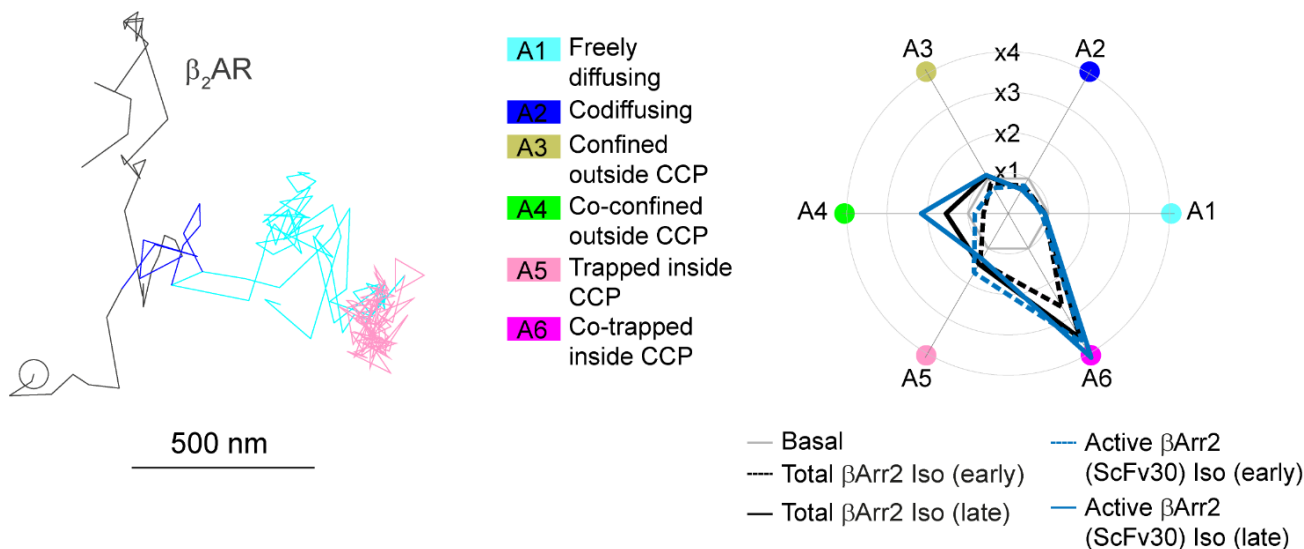 β₂AR
500 nm
A1 Freely
diffusing
A2 Codiffusing
A3 Confined
outside CCP
A4 Co-confined
outside CCP
A5 Trapped inside
CCP
A6 Co-trapped
inside CCP
A3
x4
A2
x3
x2
x1
A4
A1
A5
A6
Basal
Total βArr2 Iso (early)
Total βArr2 Iso (late)
Active βArr2
(ScFv30) Iso (early)
Active βArr2
(ScFv30) Iso (late)